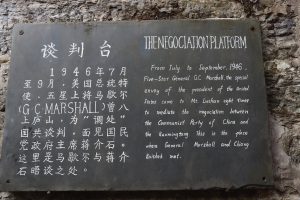 谈判台
1946年7月
至9月,美国总统特
使、五星上将马歇尔
(G·C MARSHALL)曾八
上庐山,为“调处”
国共谈判,面见国民
党政府主席蒋介石。
这里是马歇尔与蒋介
石晤谈之处。
THE NEGOCIATION PLATFORM
From July to September, 1946
Five-Star General G.C. Marshall, the special
envoy of the president of the United
States came to Mt. Lushan eight times
to mediate the negociation between
the Communist Party of China and
the Kuomingtang. This is the place
where General Marshall and Chiang
Kaishek met.